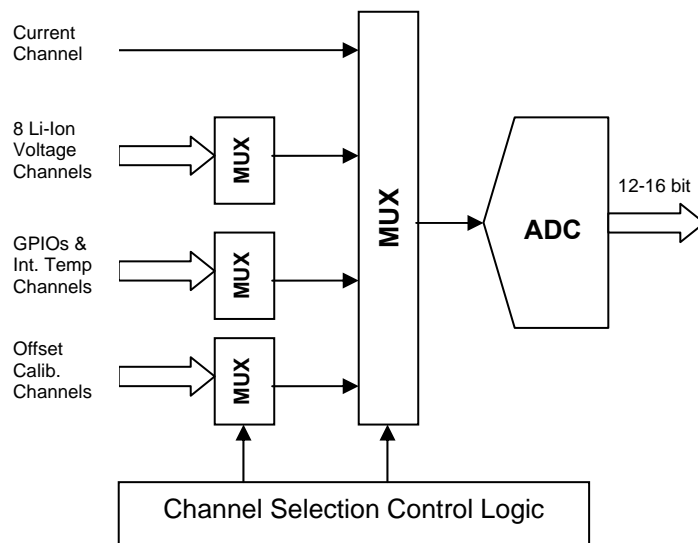 Current
Channel
8 Li-Ion
Voltage
Channels
MUX
GPIOs &
Int. Temp
Channels
MUX
Offset
Calib.
Channels
MUX
MUX
ADC
12-16 bit
Channel Selection Control Logic